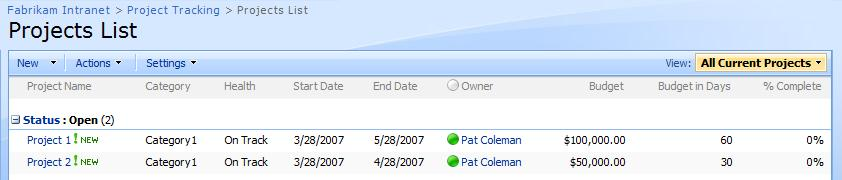 Fabrikam Intranet > Project Tracking > Projects List
Projects List
New Actions Settings View: All Current Projects
Project Name Category Health Start Date End Date Owner Budget Budget in Days % Complete
Status : Open (2)
Project 1 ! NEW Category1 On Track 3/28/2007 5/28/2007 Pat Coleman $100,000.00 60 0%
Project 2 ! NEW Category1 On Track 3/28/2007 4/28/2007 Pat Coleman $50,000.00 30 0%